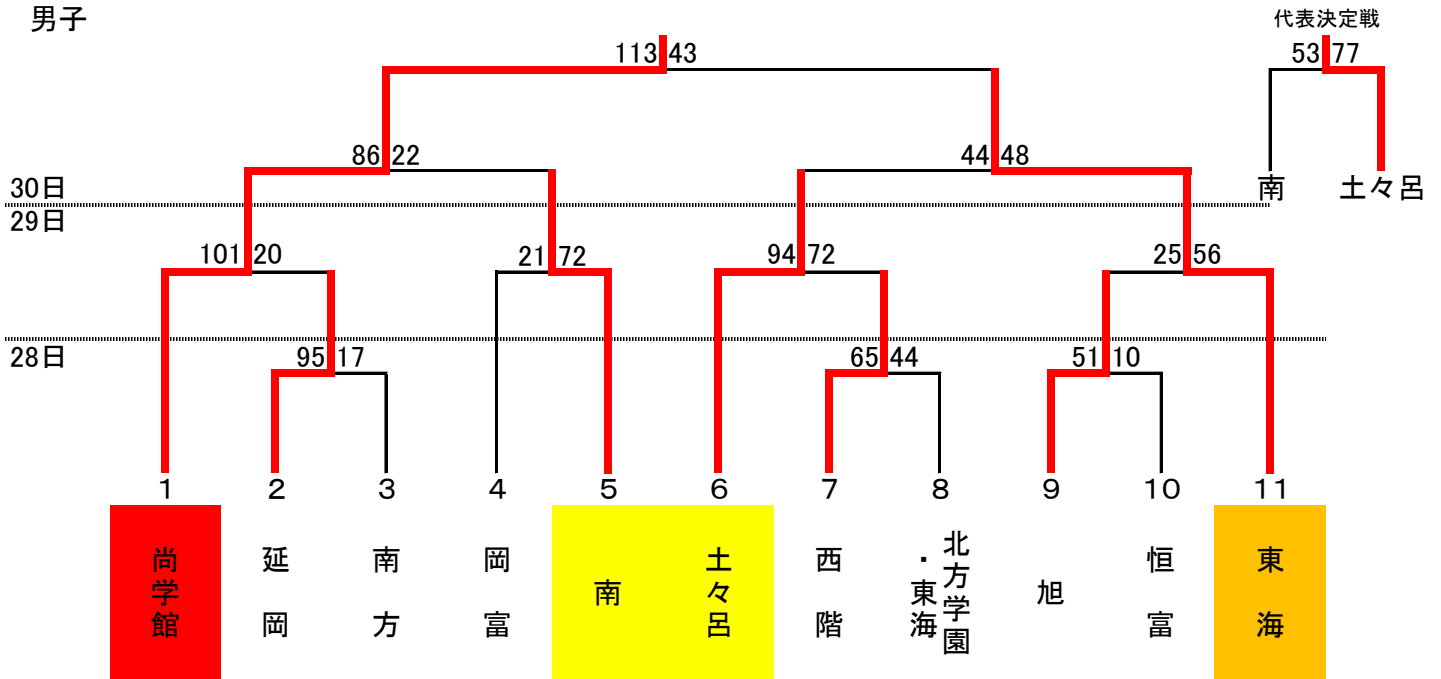 男子
代表決定戦
113 43
53 77
86 22
44 48
南
土々呂
30日
29日
101 20
21 72
94 72
25 56
28日
95 17
65 44
51 10
1 2 3 4 5 6 7 8 9 10 11
尚学館
延岡
南方
岡富
南
土々呂
西階
北方学園
・東海
旭
恒富
東海